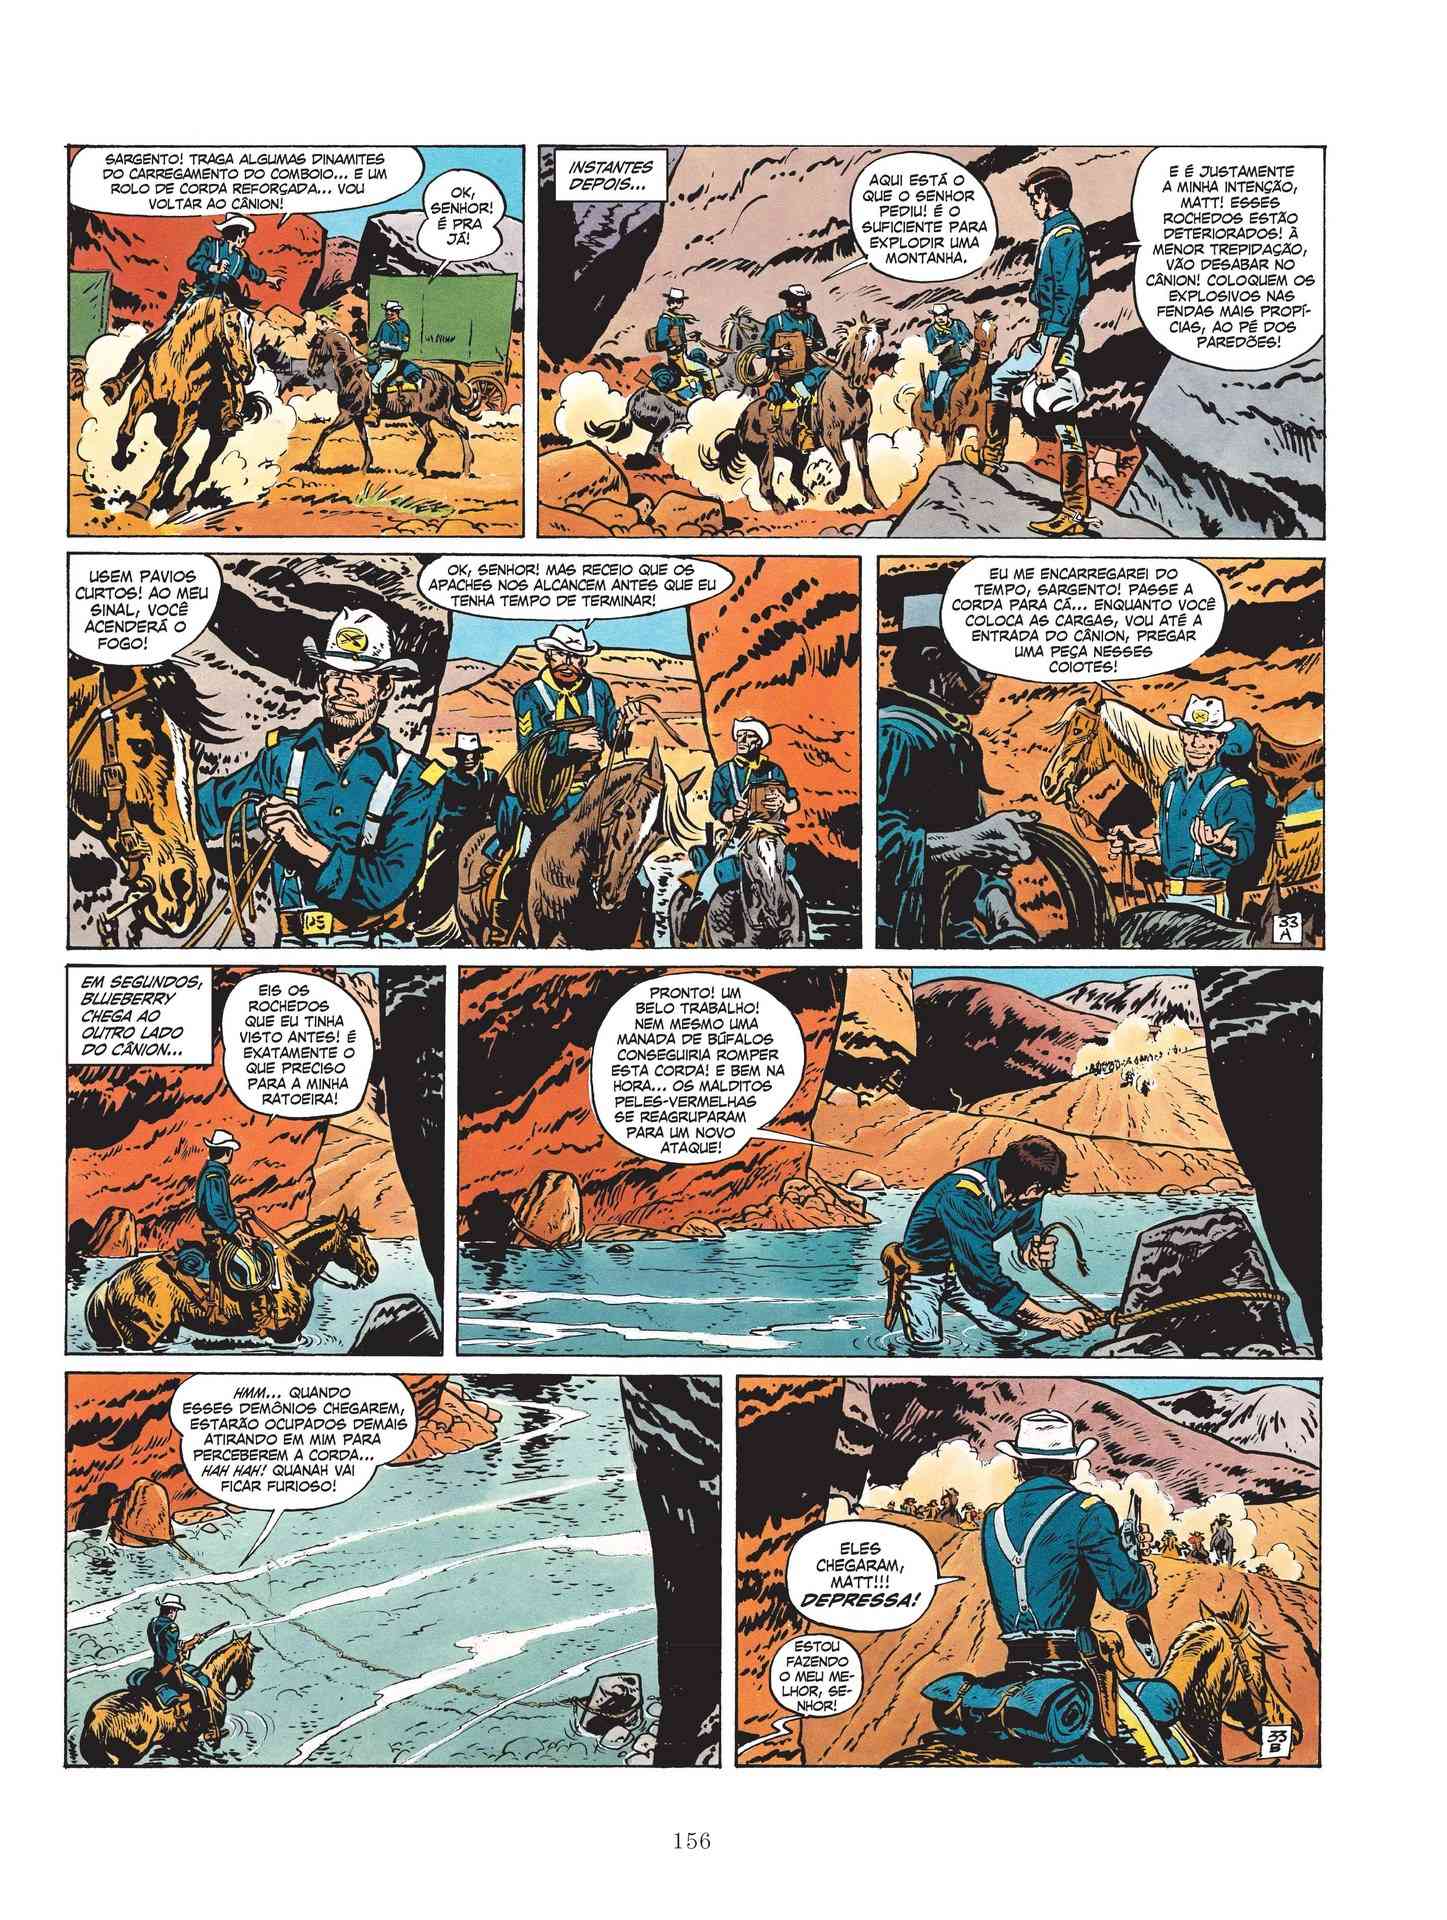 SARGENTO! TRAGA ALGUMAS DINAMITES
DO CARREGAMENTO DO COMBOIO... E UM
ROLO DE CORDA REFORÇADA... VOU
VOLTAR AO CÂNION!
OK,
SENHOR!
É PRA
JÁ!
INSTANTES
DEPOIS...
AQUI ESTÁ O
QUE O SENHOR
PEDIU! É O
SUFICIENTE PARA
EXPLODIR UMA
MONTANHA.
E É JUSTAMENTE
A MINHA INTENÇÃO,
MATT! ESSES
ROCHEDOS ESTÃO
DETERIORADOS! À
MENOR TREPIDAÇÃO,
VÃO DESABAR NO
CÂNION! COLOQUEM OS
EXPLOSIVOS NAS
FENDAS MAIS PROPÍ-
CIAS, AO PÉ DOS
PAREDÕES!
USEM PAVIOS
CURTOS! AO MEU
SINAL, VOCÊ
ACENDERÁ O
FOGO!
OK, SENHOR! MAS RECEIO QUE OS
APACHES NOS ALCANCEM ANTES QUE EU
TENHA TEMPO DE TERMINAR!
EU ME ENCARREGAREI DO
TEMPO, SARGENTO! PASSE A
CORDA PARA CÁ... ENQUANTO VOCÊ
COLOCA AS CARGAS, VOU ATÉ A
ENTRADA DO CÂNION, PREGAR
UMA PEÇA NESSES
COIOTES!
33
A
EM SEGUNDOS,
BLUEBERRY
CHEGA AO
OUTRO LADO
DO CÂNION...
EIS OS
ROCHEDOS
QUE EU TINHA
VISTO ANTES! É
EXATAMENTE O
QUE PRECISO
PARA A MINHA
RATOEIRA!
PRONTO! UM
BELO TRABALHO!
NEM MESMO UMA
MANADA DE BÚFALOS
CONSEGUIRIA ROMPER
ESTA CORDA! E BEM NA
HORA... OS MALDITOS
PELES-VERMELHAS
SE REAGRUPARAM
PARA UM NOVO
ATAQUE!
HMM... QUANDO
ESSES DEMÔNIOS CHEGAREM,
ESTARÃO OCUPADOS DEMAIS
ATIRANDO EM MIM PARA
PERCEBEREM A CORDA...
HAH HAH! QUANAH VAI
FICAR FURIOSO!
ELES
CHEGARAM,
MATT!!!
DEPRESSA!
ESTOU
FAZENDO
O MEU ME-
LHOR, SE-
NHOR!
33
B
156